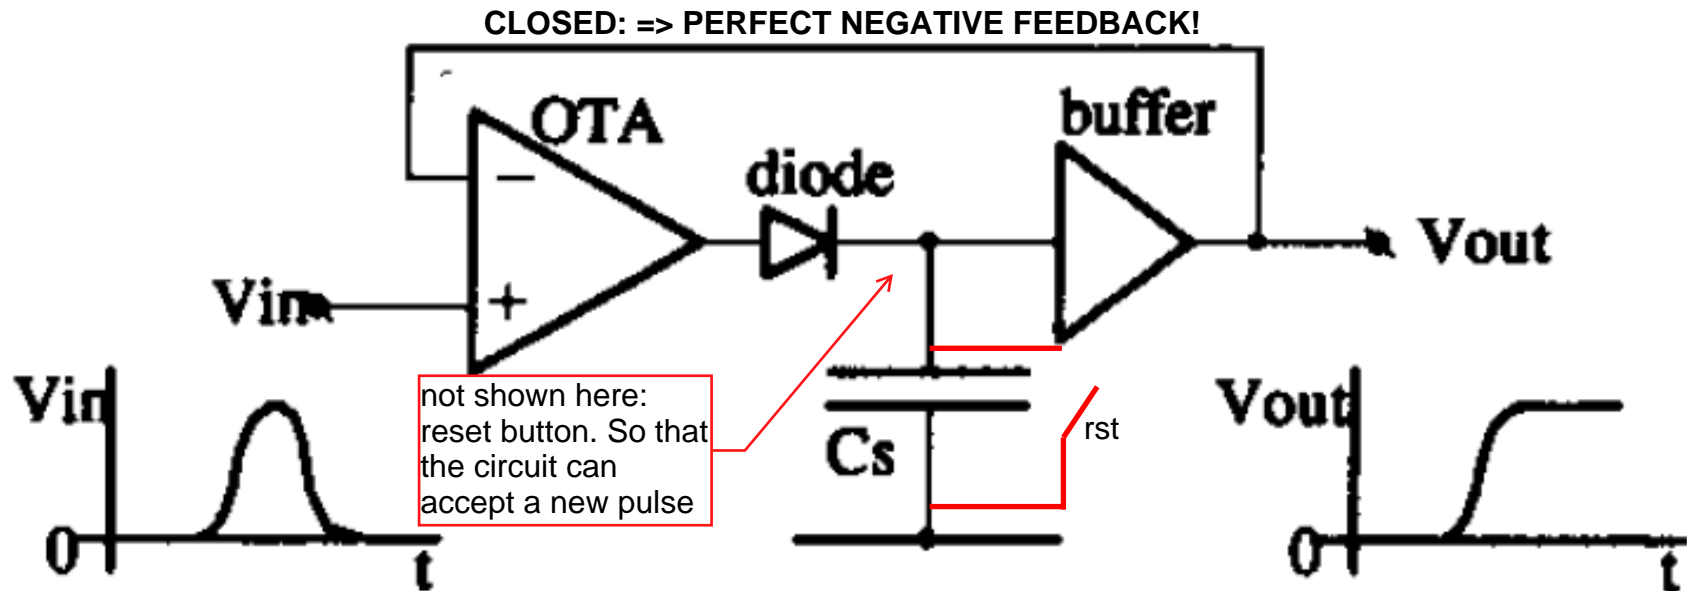 CLOSED: => PERFECT NEGATIVE FEEDBACK!
OTA
buffer
diode
−
+
Vin
Vout
not shown here:
reset button. So that
the circuit can
accept a new pulse
rst
Cs
Vin
0
t
Vout
0
t